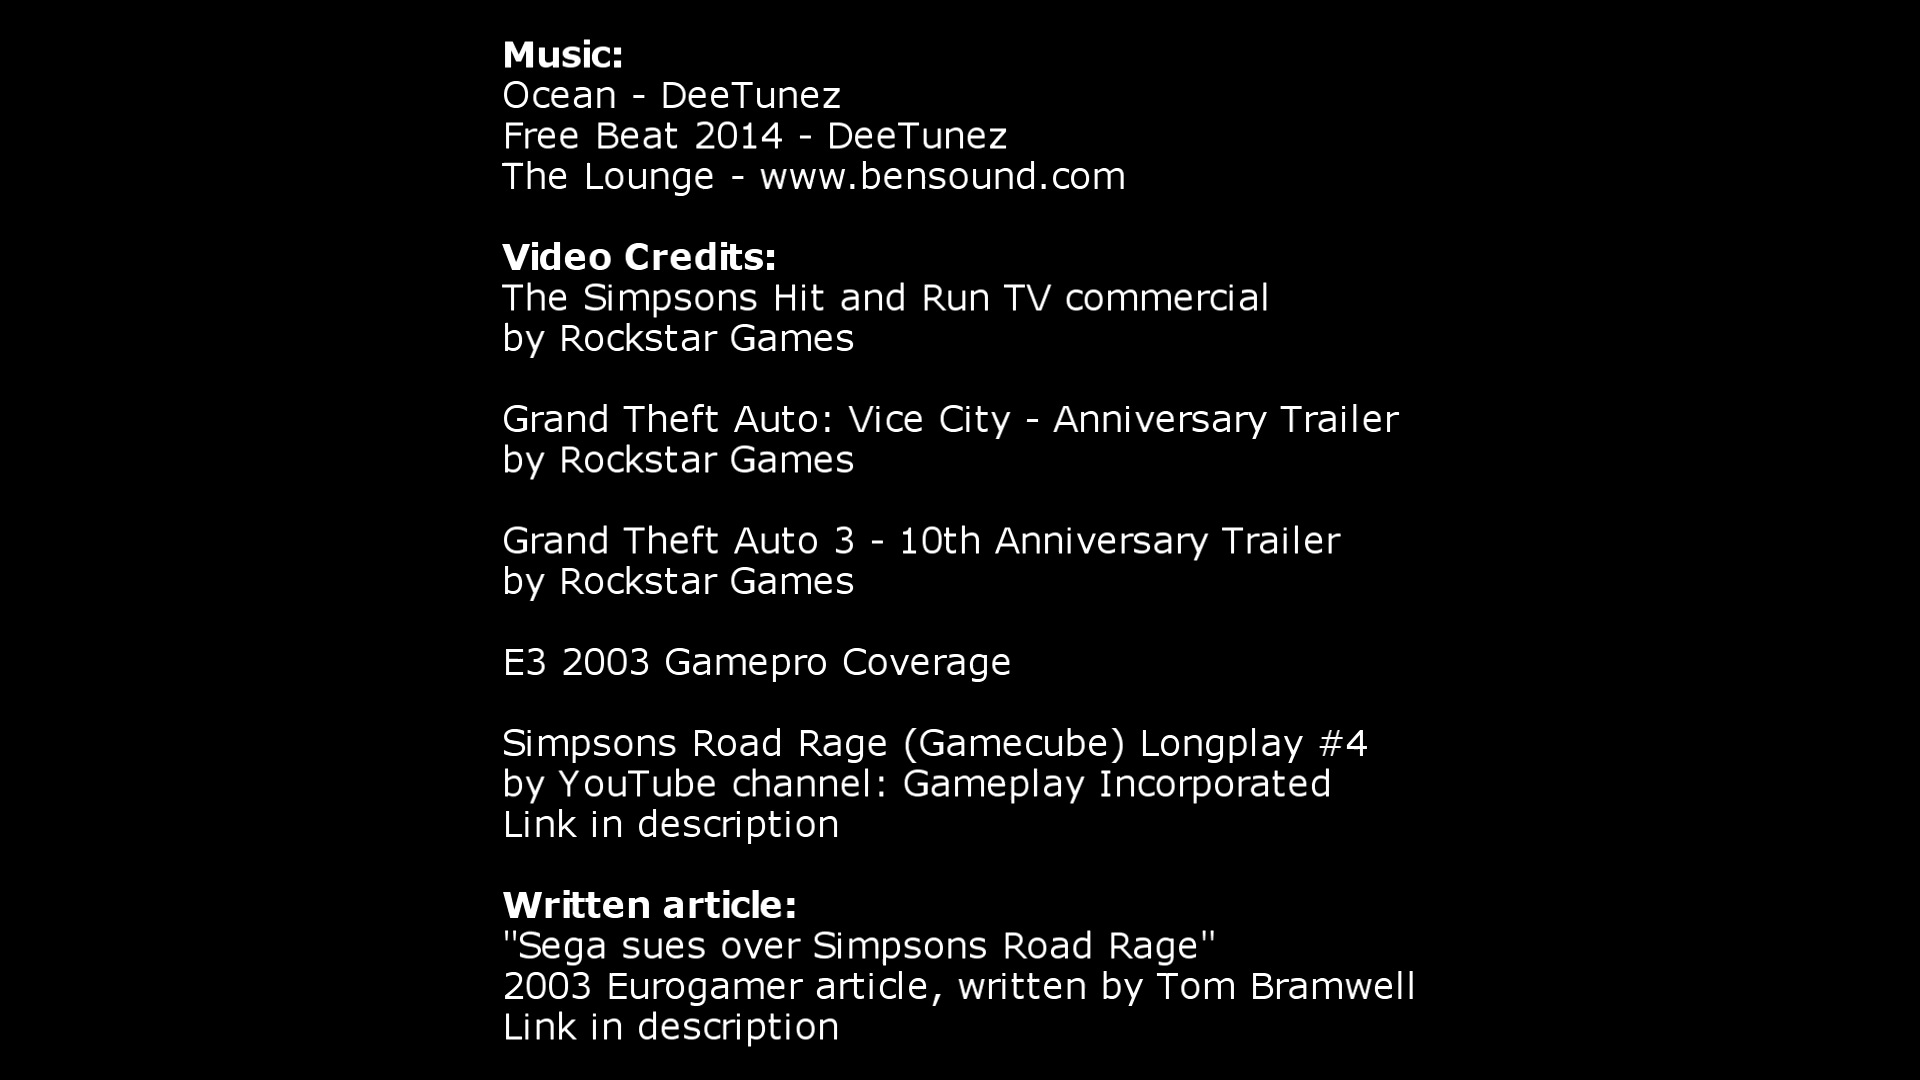 Music:
Ocean - DeeTunez
Free Beat 2014 - DeeTunez
The Lounge - www.bensound.com
Video Credits:
The Simpsons Hit and Run TV commercial
by Rockstar Games
Grand Theft Auto: Vice City - Anniversary Trailer
by Rockstar Games
Grand Theft Auto 3 - 10th Anniversary Trailer
by Rockstar Games
E3 2003 Gamepro Coverage
Simpsons Road Rage (Gamecube) Longplay #4
by YouTube channel: Gameplay Incorporated
Link in description
Written article:
"Sega sues over Simpsons Road Rage"
2003 Eurogamer article, written by Tom Bramwell
Link in description